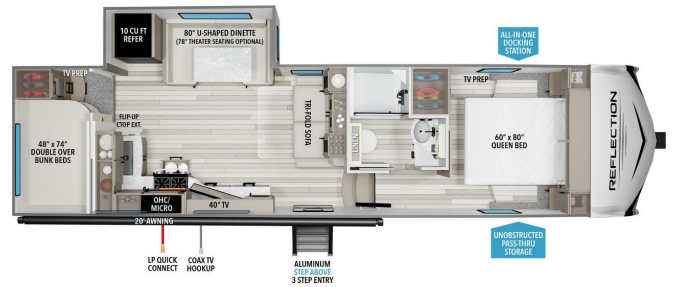 10 CU FT
REFER
80" U-SHAPED DINETTE
(78" THEATER SEATING OPTIONAL)
ALL-IN-ONE
DOCKING
STATION
TV PREP
TV PREP
FLIP-UP
CTOP EXT.
TRI-FOLD SOFA
LINEN
48" x 74"
DOUBLE OVER
BUNK BEDS
60" x 80"
QUEEN BED
REFLECTION
OHC/
MICRO
40" TV
20' AWNING
UNOBSTRUCTED
PASS-THRU
STORAGE
LP QUICK
CONNECT
COAX TV
HOOKUP
ALUMINUM
STEP ABOVE
3 STEP ENTRY